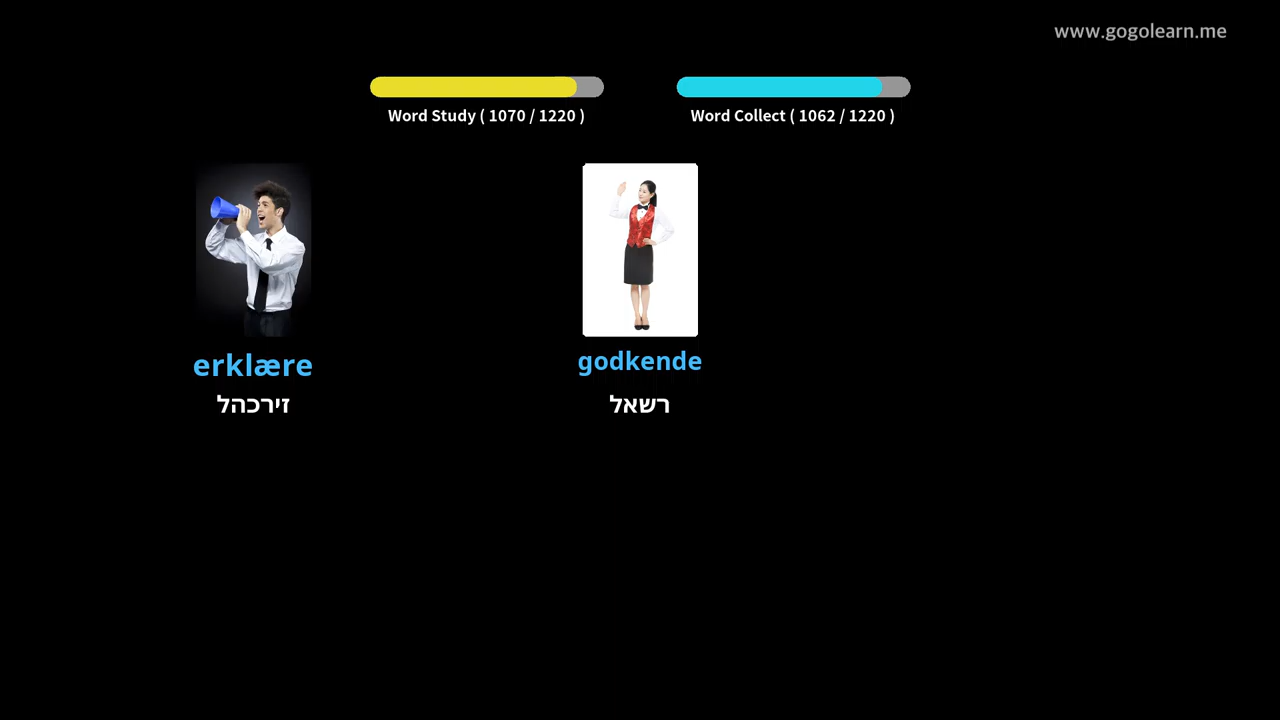 www.gogolearn.me
Word Study ( 1070 / 1220 )
Word Collect ( 1062 / 1220 )
erklære
זירכהל
godkende
רשאל